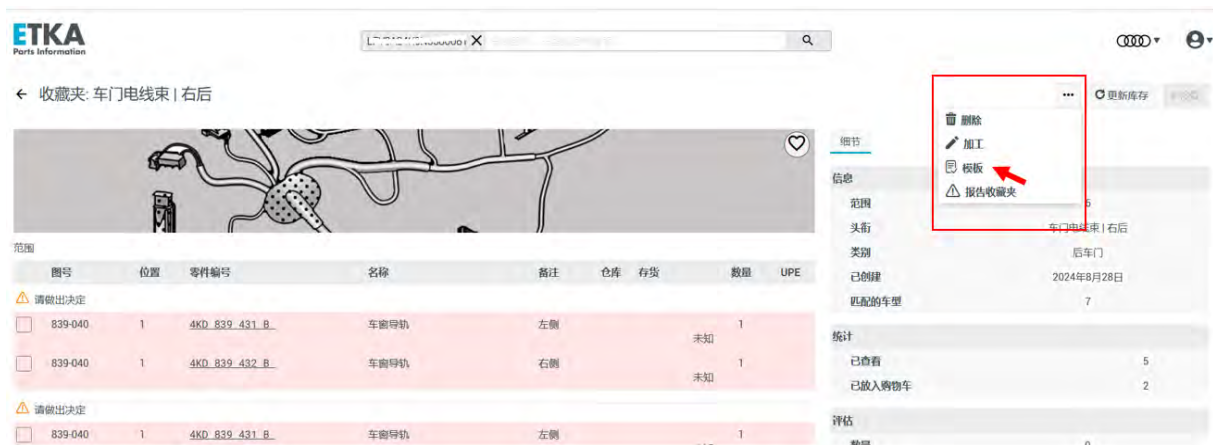 ETKA
Parts Information
← 收藏夹: 车门电线束 | 右后
更新库存
删除
加工
模板
报告收藏夹
细节
信息
范围
头衔 车门电线束 | 右后
类别 后车门
已创建 2024年8月28日
匹配的车型 7
统计
已查看 5
已放入购物车 2
评估
范围
图号 位置 零件编号 名称 备注 仓库 存货 数量 UPE
请做出决定
839-040 1 4KD 839 431 B 车窗导轨 左侧 未知 1
839-040 1 4KD 839 432 B 车窗导轨 右侧 未知 1
请做出决定
839-040 1 4KD 839 431 B 车窗导轨 左侧 1